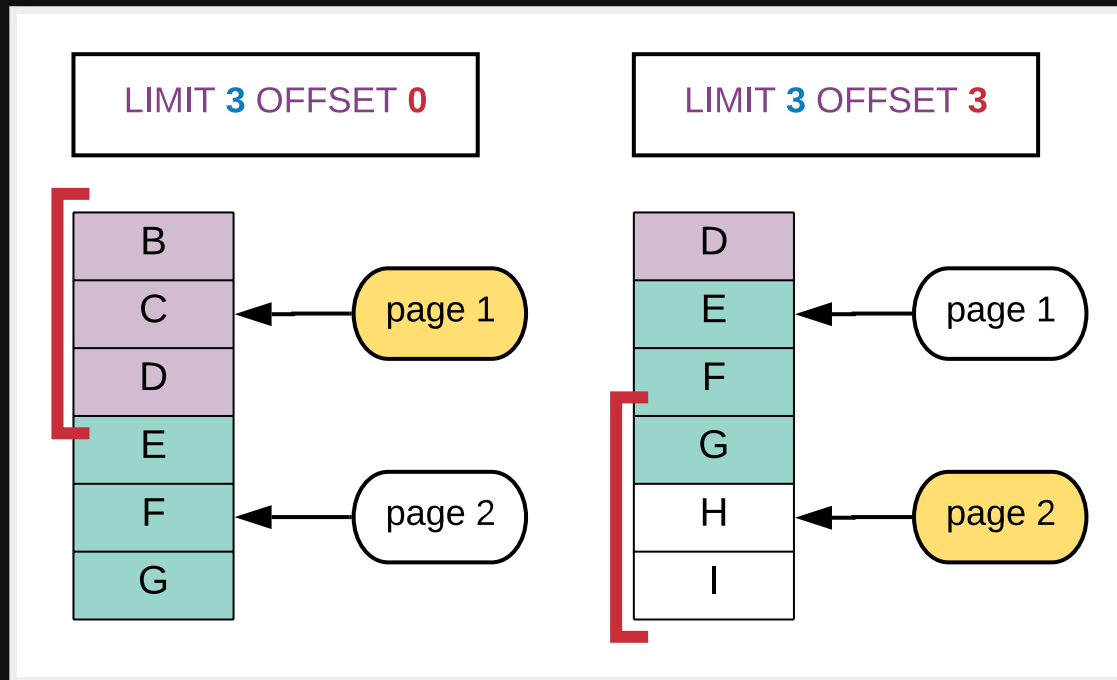 LIMIT 3 OFFSET 0
B
C
D
E
F
G
page 1
page 2
LIMIT 3 OFFSET 3
D
E
F
G
H
I
page 1
page 2